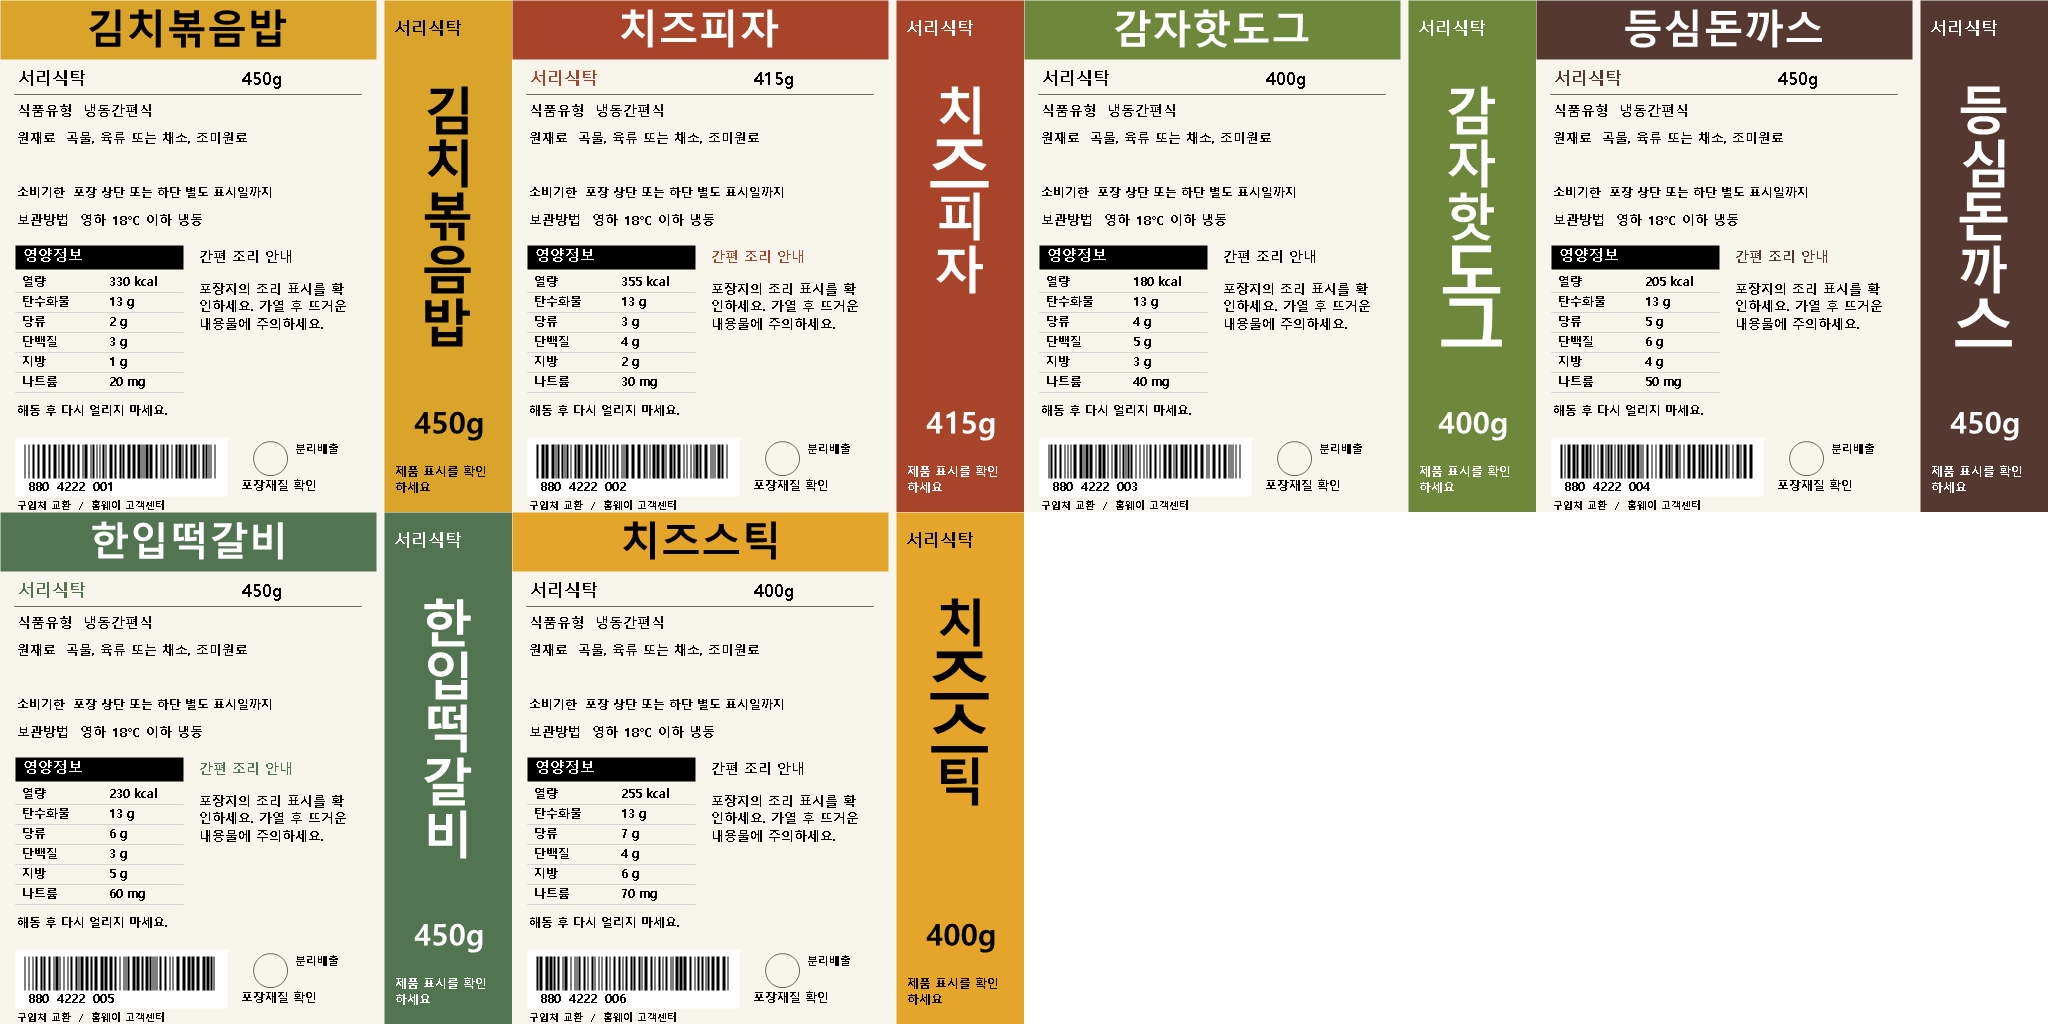 김치볶음밥
서리식탁 450g
식품유형 냉동간편식
원재료 곡물, 육류 또는 채소, 조미원료
소비기한 포장 상단 또는 하단 별도 표시일까지
보관방법 영하 18℃ 이하 냉동
영양정보
열량 330 kcal
탄수화물 13 g
당류 2 g
단백질 3 g
지방 1 g
나트륨 20 mg
간편 조리 안내
포장지의 조리 표시를 확
인하세요. 가열 후 뜨거운
내용물에 주의하세요.
해동 후 다시 얼리지 마세요.
880 4222 001
분리배출
포장재질 확인
구입처 교환 / 홈웨이 고객센터
서리식탁
김치볶음밥
450g
제품 표시를 확인
하세요
치즈피자
서리식탁 415g
식품유형 냉동간편식
원재료 곡물, 육류 또는 채소, 조미원료
소비기한 포장 상단 또는 하단 별도 표시일까지
보관방법 영하 18℃ 이하 냉동
영양정보
열량 355 kcal
탄수화물 13 g
당류 3 g
단백질 4 g
지방 2 g
나트륨 30 mg
간편 조리 안내
포장지의 조리 표시를 확
인하세요. 가열 후 뜨거운
내용물에 주의하세요.
해동 후 다시 얼리지 마세요.
880 4222 002
분리배출
포장재질 확인
구입처 교환 / 홈웨이 고객센터
서리식탁
치즈피자
415g
제품 표시를 확인
하세요
감자핫도그
서리식탁 400g
식품유형 냉동간편식
원재료 곡물, 육류 또는 채소, 조미원료
소비기한 포장 상단 또는 하단 별도 표시일까지
보관방법 영하 18℃ 이하 냉동
영양정보
열량 180 kcal
탄수화물 13 g
당류 4 g
단백질 5 g
지방 3 g
나트륨 40 mg
간편 조리 안내
포장지의 조리 표시를 확
인하세요. 가열 후 뜨거운
내용물에 주의하세요.
해동 후 다시 얼리지 마세요.
880 4222 003
분리배출
포장재질 확인
구입처 교환 / 홈웨이 고객센터
서리식탁
감자핫도그
400g
제품 표시를 확인
하세요
등심돈까스
서리식탁 450g
식품유형 냉동간편식
원재료 곡물, 육류 또는 채소, 조미원료
소비기한 포장 상단 또는 하단 별도 표시일까지
보관방법 영하 18℃ 이하 냉동
영양정보
열량 205 kcal
탄수화물 13 g
당류 5 g
단백질 6 g
지방 4 g
나트륨 50 mg
간편 조리 안내
포장지의 조리 표시를 확
인하세요. 가열 후 뜨거운
내용물에 주의하세요.
해동 후 다시 얼리지 마세요.
880 4222 004
분리배출
포장재질 확인
구입처 교환 / 홈웨이 고객센터
서리식탁
등심돈까스
450g
제품 표시를 확인
하세요
한입떡갈비
서리식탁 450g
식품유형 냉동간편식
원재료 곡물, 육류 또는 채소, 조미원료
소비기한 포장 상단 또는 하단 별도 표시일까지
보관방법 영하 18℃ 이하 냉동
영양정보
열량 230 kcal
탄수화물 13 g
당류 6 g
단백질 3 g
지방 5 g
나트륨 60 mg
간편 조리 안내
포장지의 조리 표시를 확
인하세요. 가열 후 뜨거운
내용물에 주의하세요.
해동 후 다시 얼리지 마세요.
880 4222 005
분리배출
포장재질 확인
구입처 교환 / 홈웨이 고객센터
서리식탁
한입떡갈비
450g
제품 표시를 확인
하세요
치즈스틱
서리식탁 400g
식품유형 냉동간편식
원재료 곡물, 육류 또는 채소, 조미원료
소비기한 포장 상단 또는 하단 별도 표시일까지
보관방법 영하 18℃ 이하 냉동
영양정보
열량 255 kcal
탄수화물 13 g
당류 7 g
단백질 4 g
지방 6 g
나트륨 70 mg
간편 조리 안내
포장지의 조리 표시를 확
인하세요. 가열 후 뜨거운
내용물에 주의하세요.
해동 후 다시 얼리지 마세요.
880 4222 006
분리배출
포장재질 확인
구입처 교환 / 홈웨이 고객센터
서리식탁
치즈스틱
400g
제품 표시를 확인
하세요